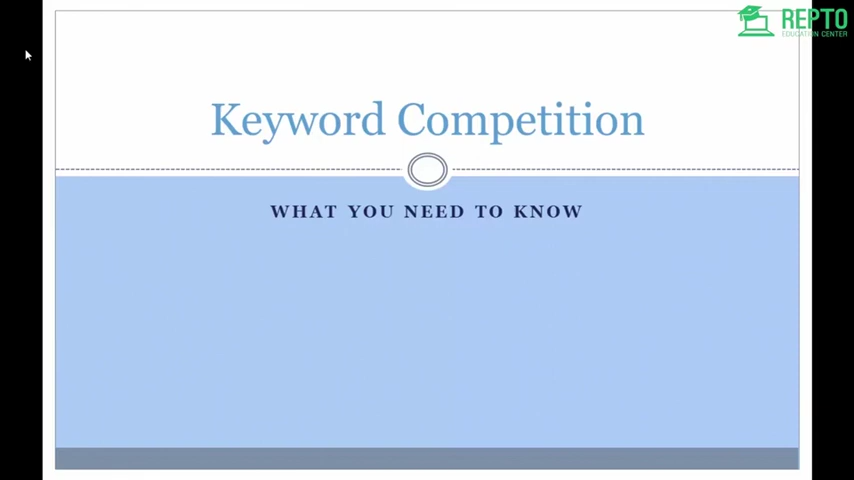 REPTO
EDUCATION CENTER
Keyword Competition
WHAT YOU NEED TO KNOW